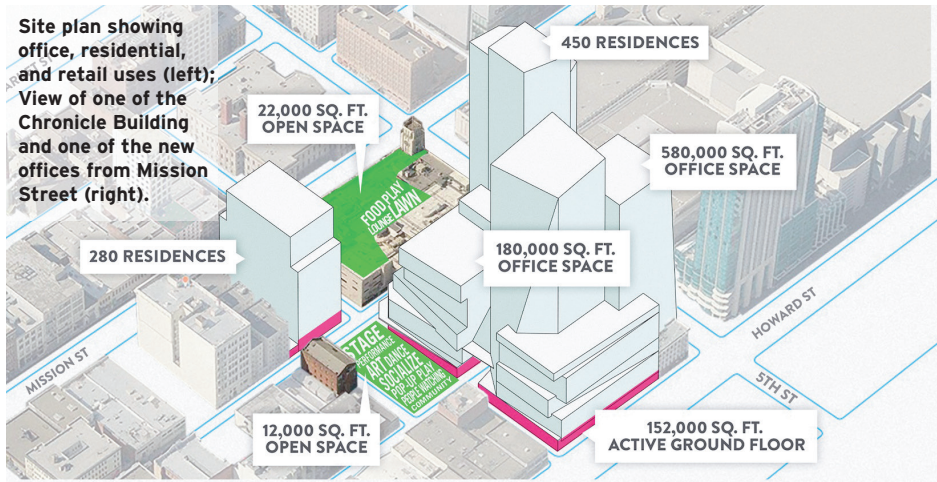 Site plan showing
office, residential,
and retail uses (left);
View of one of the
Chronicle Building
and one of the new
offices from Mission
Street (right).
450 RESIDENCES
22,000 SQ. FT.
OPEN SPACE
580,000 SQ. FT.
OFFICE SPACE
FOOD PLAY
LOUNGE LAWN
180,000 SQ. FT.
OFFICE SPACE
280 RESIDENCES
HOWARD ST
MISSION ST
STAGE
PERFORMANCE
ART DANCE
SOCIALIZE
POP-UP PLAY
PEOPLE WATCHING
COMMUNITY
5TH ST
12,000 SQ. FT.
OPEN SPACE
152,000 SQ. FT.
ACTIVE GROUND FLOOR